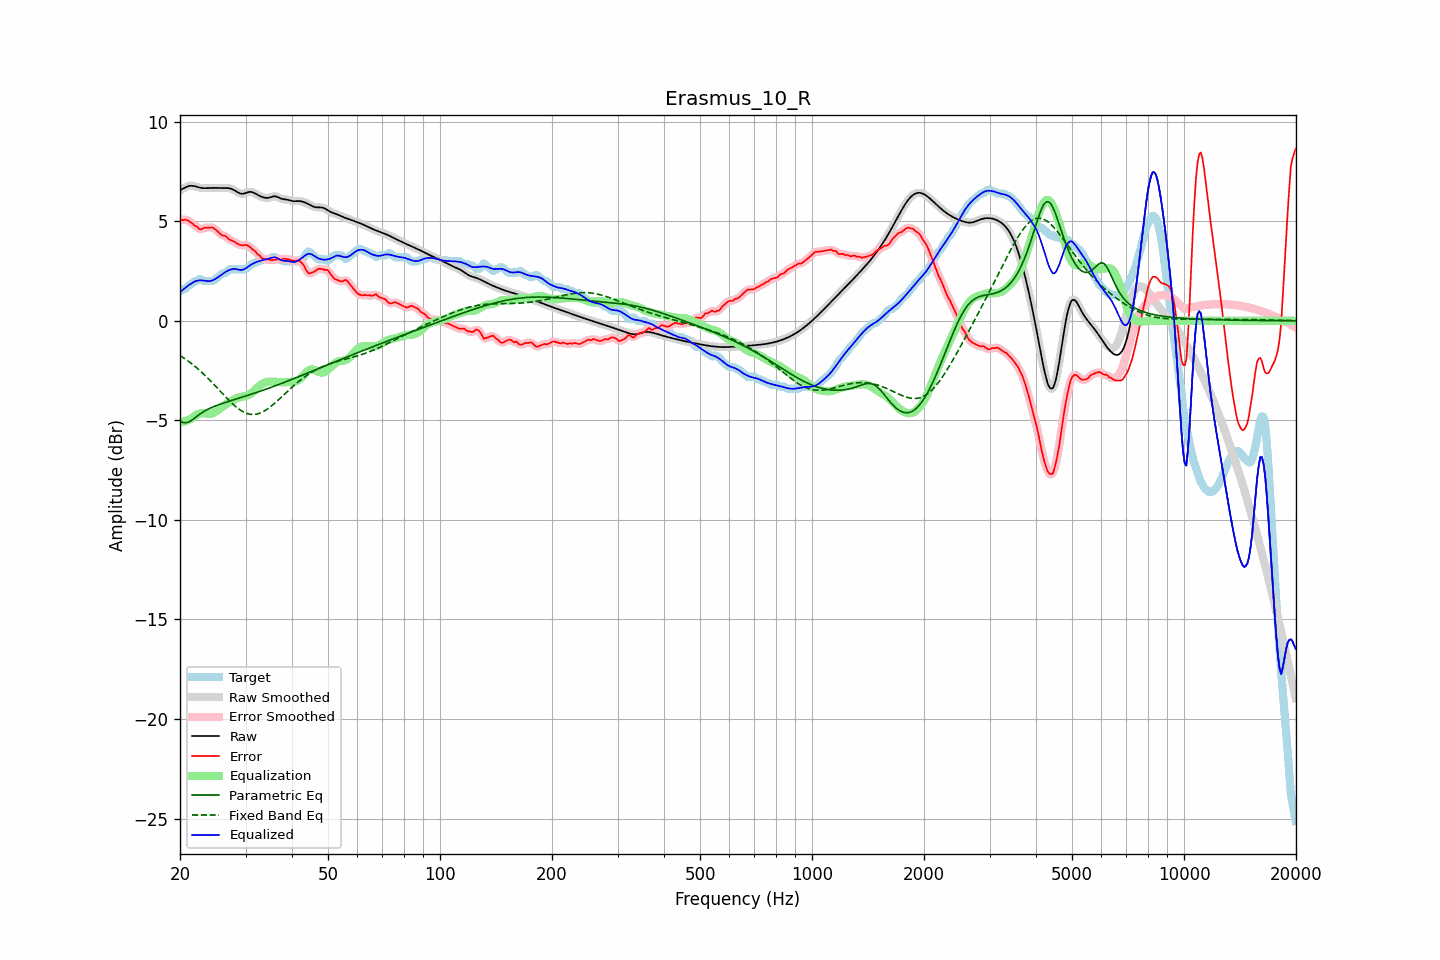 Erasmus_10_R
Amplitude (dBr)
10
5
0
−5
−10
−15
−20
−25
Target
Raw Smoothed
Error Smoothed
Raw
Error
Equalization
Parametric Eq
Fixed Band Eq
Equalized
20 50 100 200 500 1000 2000 5000 10000 20000
Frequency (Hz)